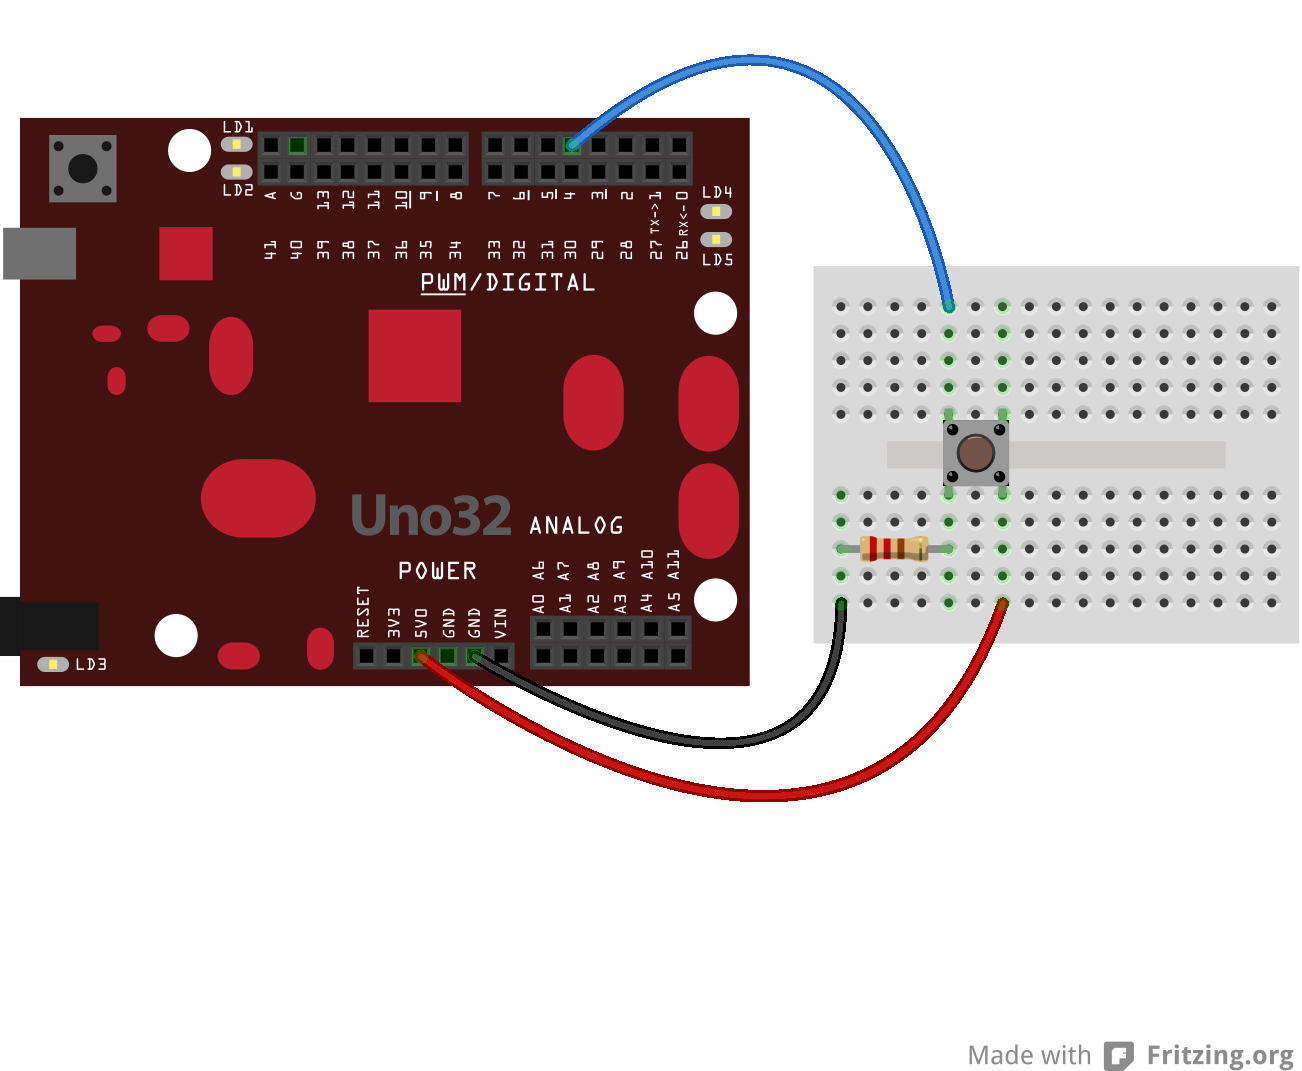 LD1
LD2
A G 13 12 11 10 9 8 7 6 5 4 3 2 TX->1 RX<-0
LD4
41 40 39 38 37 36 35 34 33 32 31 30 29 28 27 26
LD5
PWM/DIGITAL
Uno32
ANALOG
POWER
A6 A7 A8 A9 A10 A11
RESET 3V3 5V0 GND GND VIN
A0 A1 A2 A3 A4 A5
LD3
Made with Fritzing.org